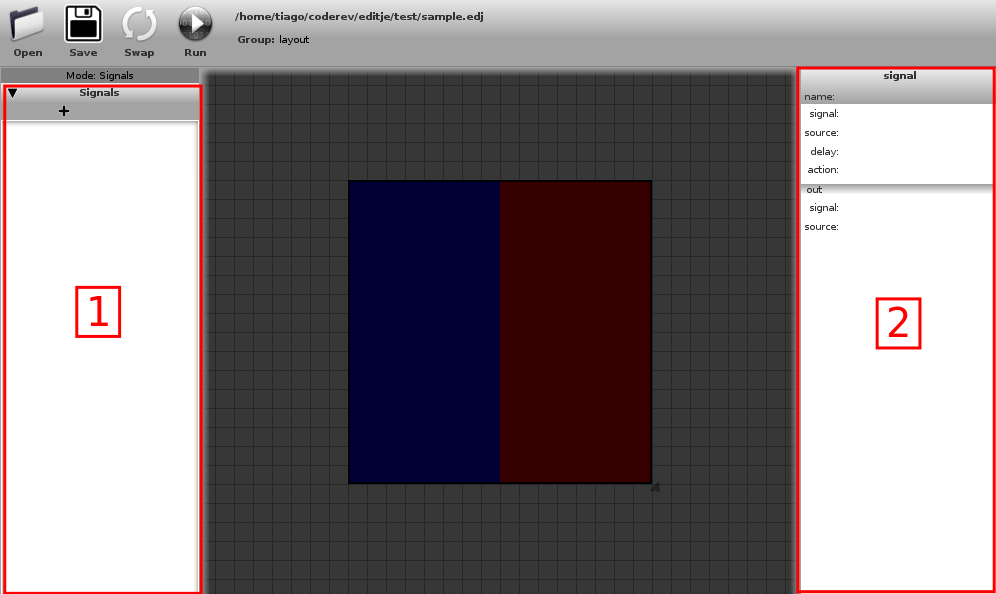 /home/tiago/coderev/editje/test/sample.edj
Group: layout
Open Save Swap Run
Mode: Signals
Signals
+
1
signal
name:
signal:
source:
delay:
action:
out
signal:
source:
2